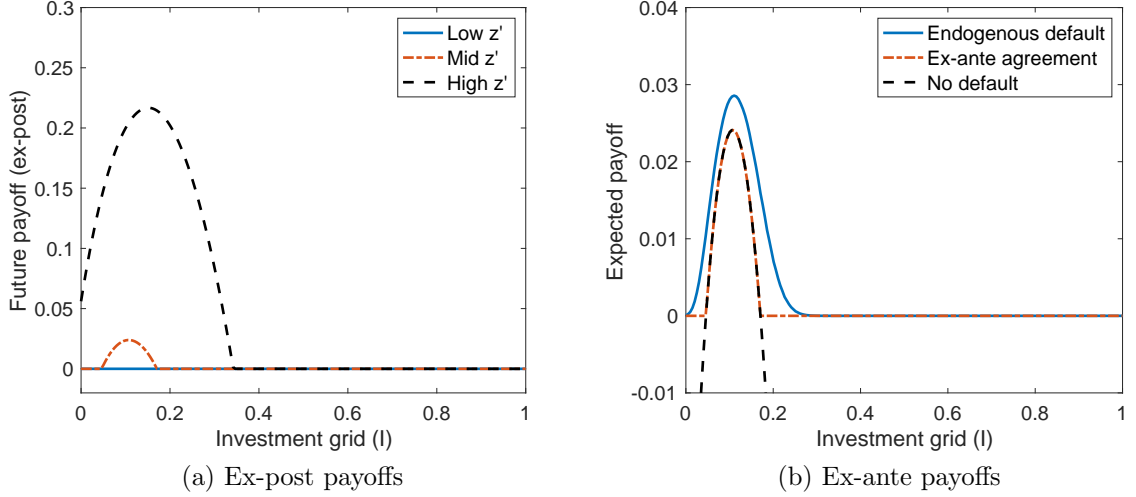 0.3
0.25
0.2
0.15
0.1
0.05
0
Future payoff (ex-post)
Low z'
Mid z'
High z'
0 0.2 0.4 0.6 0.8 1
Investment grid (I)
(a) Ex-post payoffs
0.04
0.03
0.02
0.01
0
-0.01
Expected payoff
Endogenous default
Ex-ante agreement
No default
0 0.2 0.4 0.6 0.8 1
Investment grid (I)
(b) Ex-ante payoffs